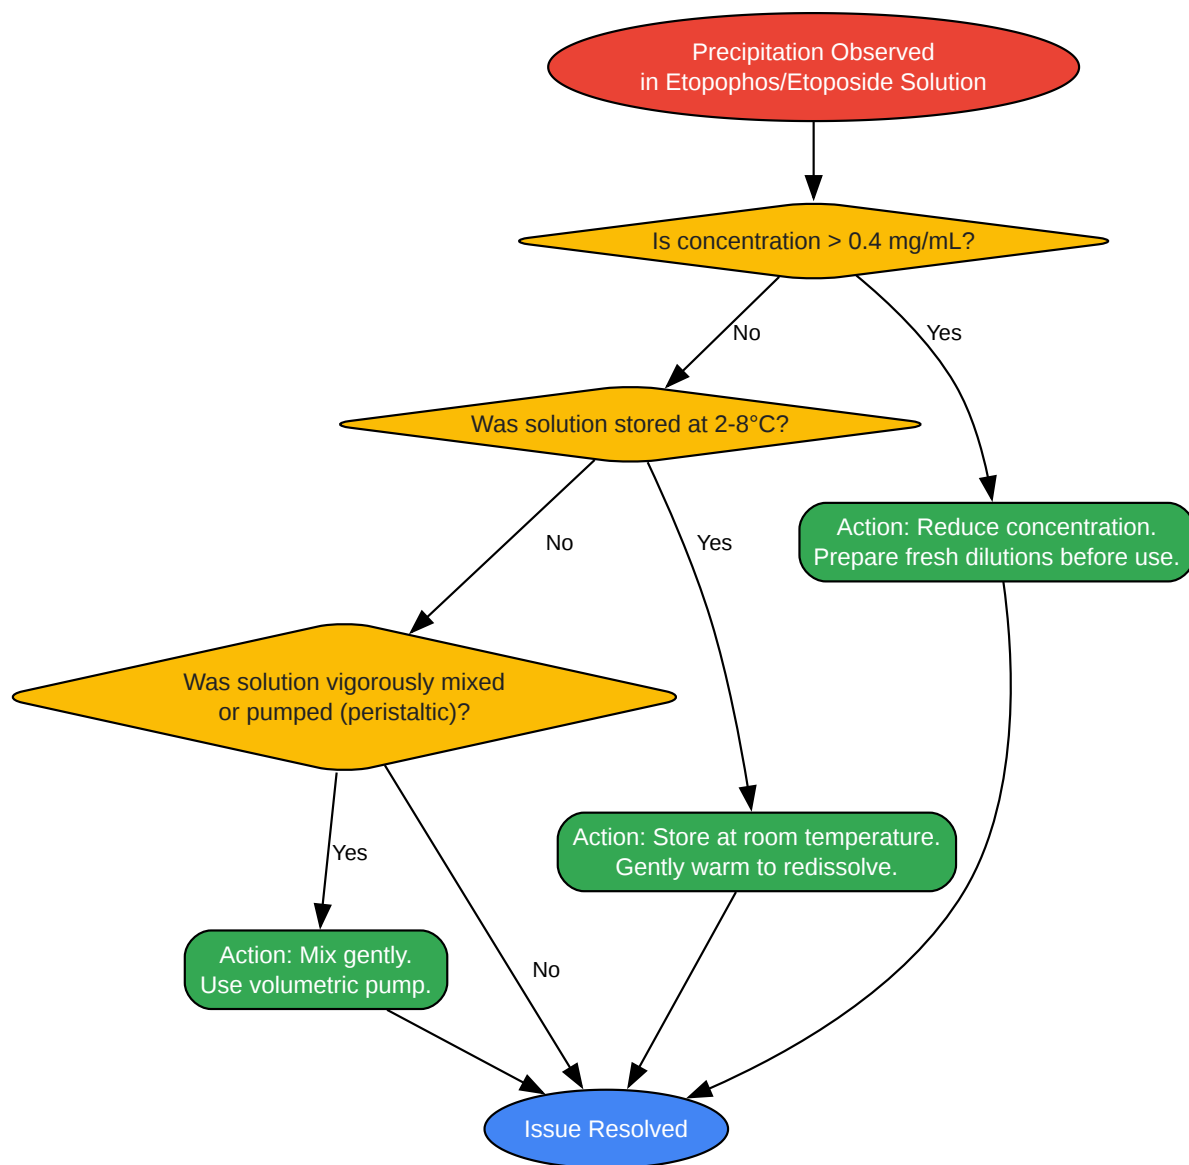 Precipitation Observed
in Etopophos/Etoposide Solution
Is concentration > 0.4 mg/mL?
No
Yes
Was solution stored at 2-8°C?
No
Yes
Action: Reduce concentration.
Prepare fresh dilutions before use.
Was solution vigorously mixed
or pumped (peristaltic)?
Yes
No
Action: Store at room temperature.
Gently warm to redissolve.
Action: Mix gently.
Use volumetric pump.
Issue Resolved